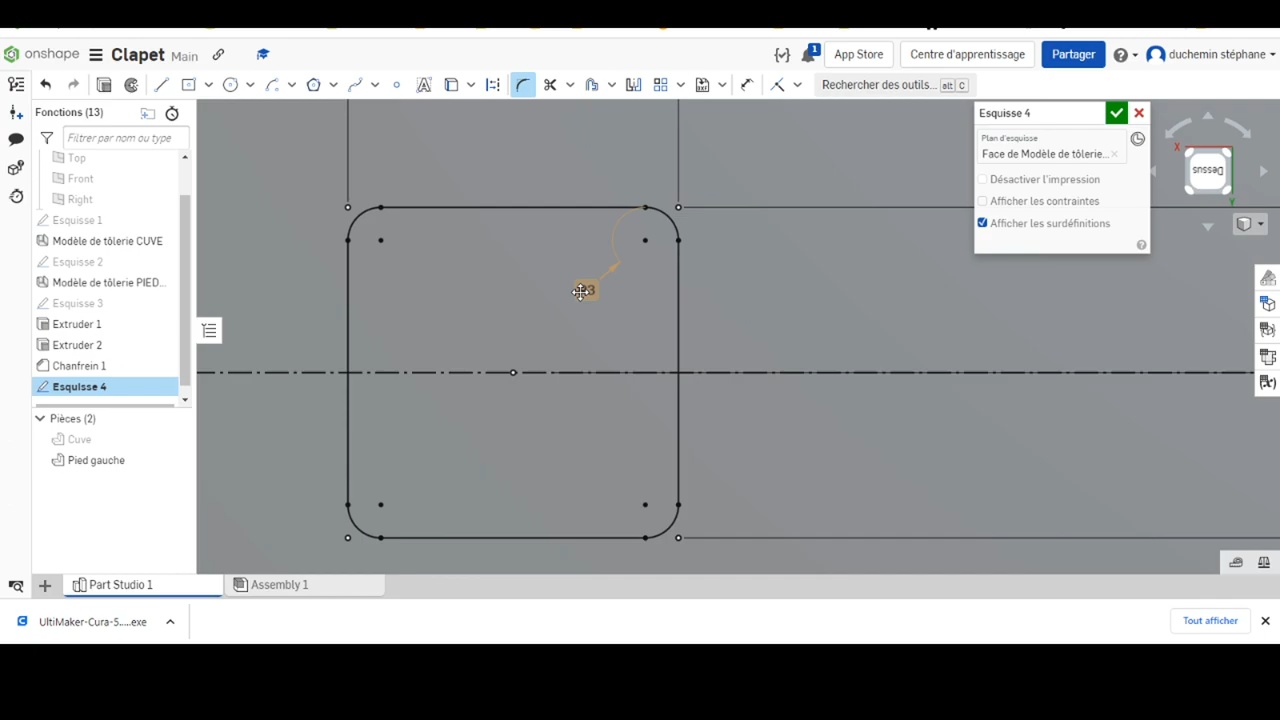 onshape Clapet Main 1 App Store Centre d'apprentissage Partager duchemin stéphane
Rechercher des outils... alt C
Fonctions (13)
Filtrer par nom ou type
Top
Front
Right
Esquisse 1
Modèle de tôlerie CUVE
Esquisse 2
Modèle de tôlerie PIED...
Esquisse 3
Extruder 1
Extruder 2
Chanfrein 1
Esquisse 4
Pièces (2)
Cuve
Pied gauche
Esquisse 4
Plan d'esquisse
Face de Modèle de tôlerie...
Désactiver l'impression
Afficher les contraintes
Afficher les surdéfinitions
X
Dessus
Y
Part Studio 1
Assembly 1
UltiMaker-Cura-5.....exe
Tout afficher